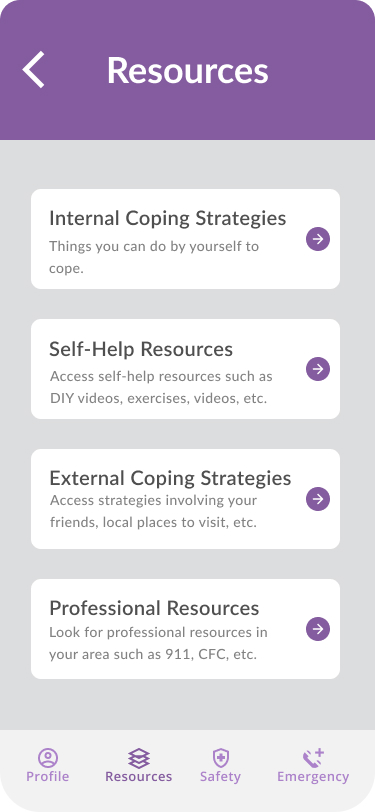 Resources
Internal Coping Strategies
Things you can do by yourself to
cope.
Self-Help Resources
Access self-help resources such as
DIY videos, exercises, videos, etc.
External Coping Strategies
Access strategies involving your
friends, local places to visit, etc.
Professional Resources
Look for professional resources in
your area such as 911, CFC, etc.
Profile Resources Safety Emergency